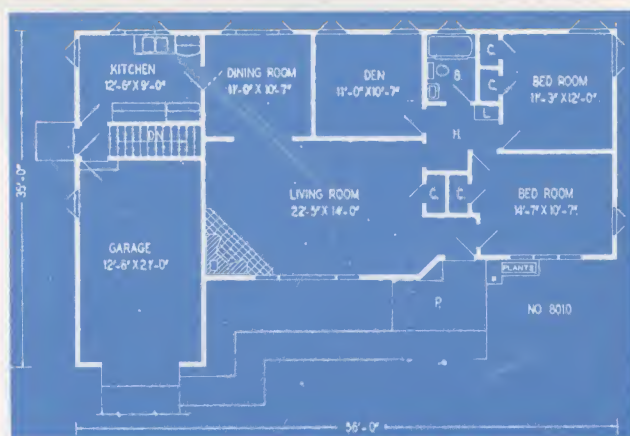 KITCHEN
12'-6" X 9'-0"
DINING ROOM
11'-0" X 10'-7"
DEN
11'-0" X 10'-7"
B.
C.
C.
L.
BED ROOM
11'-3" X 12'-0"
H.
DN
35'-0"
LIVING ROOM
22'-5" X 14'-0"
C.
C.
BED ROOM
14'-7" X 10'-7"
GARAGE
12'-6" X 21'-0"
PLANTS
P.
NO 8010
56'-0"